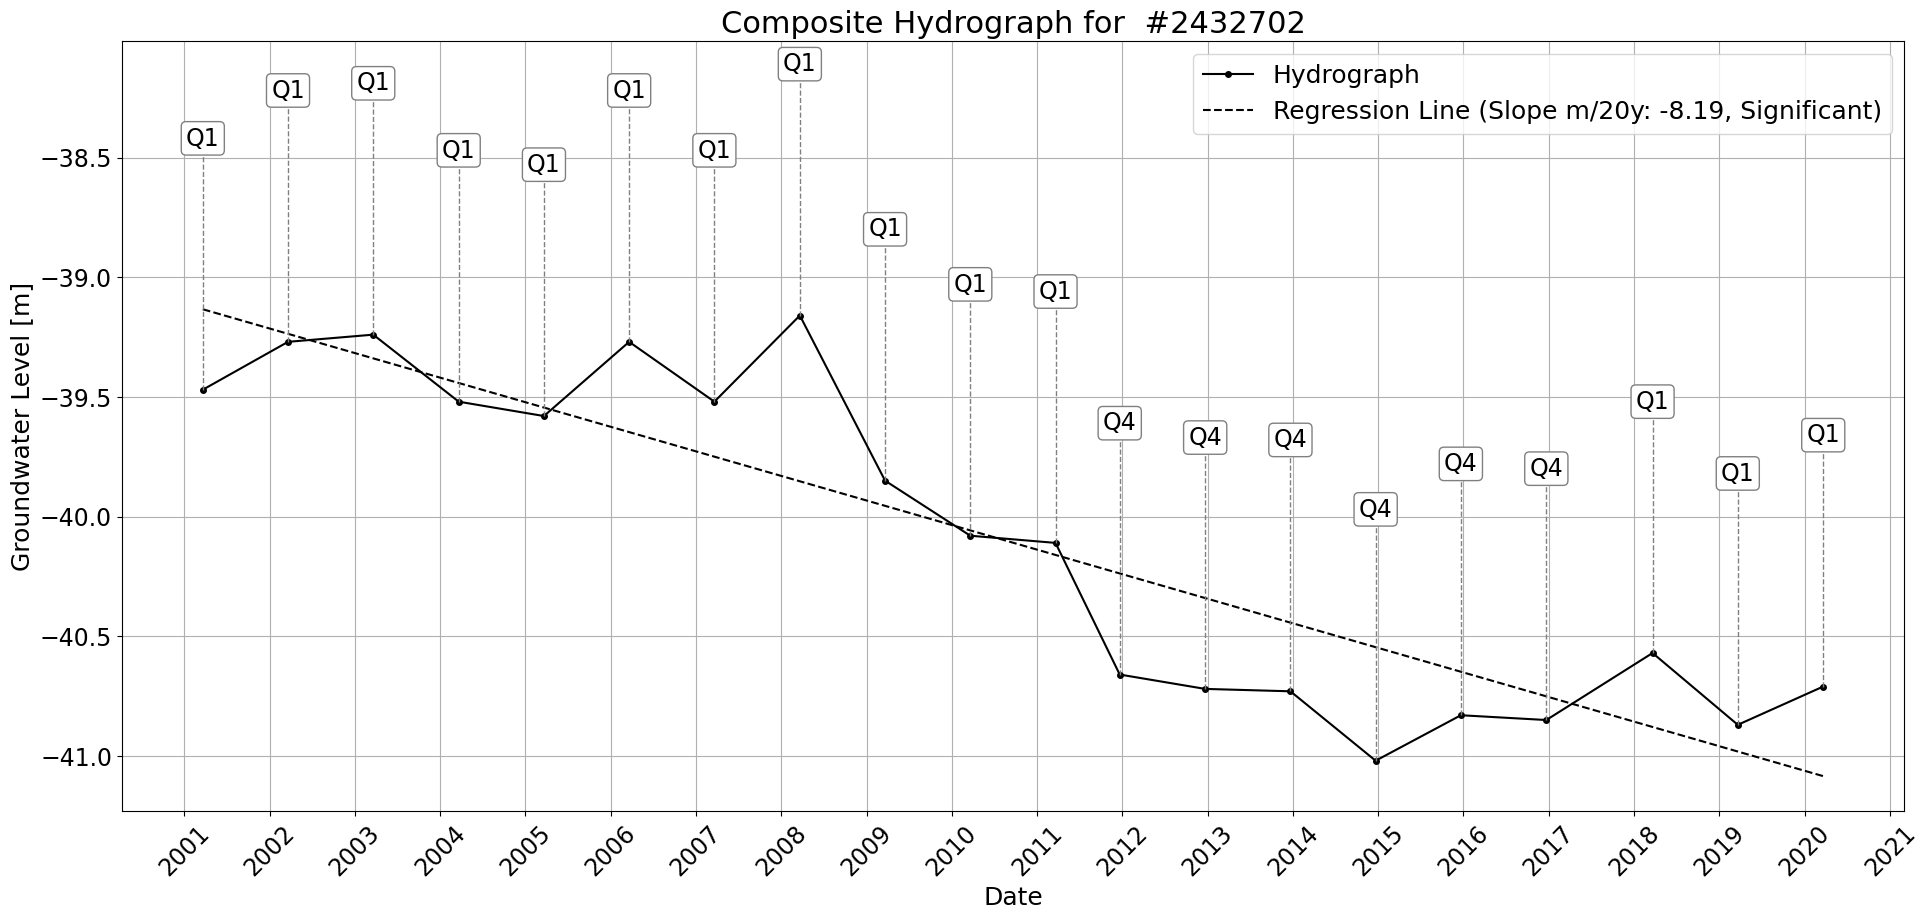 Composite Hydrograph for  #2432702
Hydrograph
Regression Line (Slope m/20y: -8.19, Significant)
Q1
Q1
Q1
Q1
Q1
Q1
Q1
Q1
Q1
Q1
Q1
Q4
Q4
Q4
Q4
Q4
Q4
Q1
Q1
Q1
Groundwater Level [m]
−38.5
−39.0
−39.5
−40.0
−40.5
−41.0
2001
2002
2003
2004
2005
2006
2007
2008
2009
2010
2011
2012
2013
2014
2015
2016
2017
2018
2019
2020
2021
Date